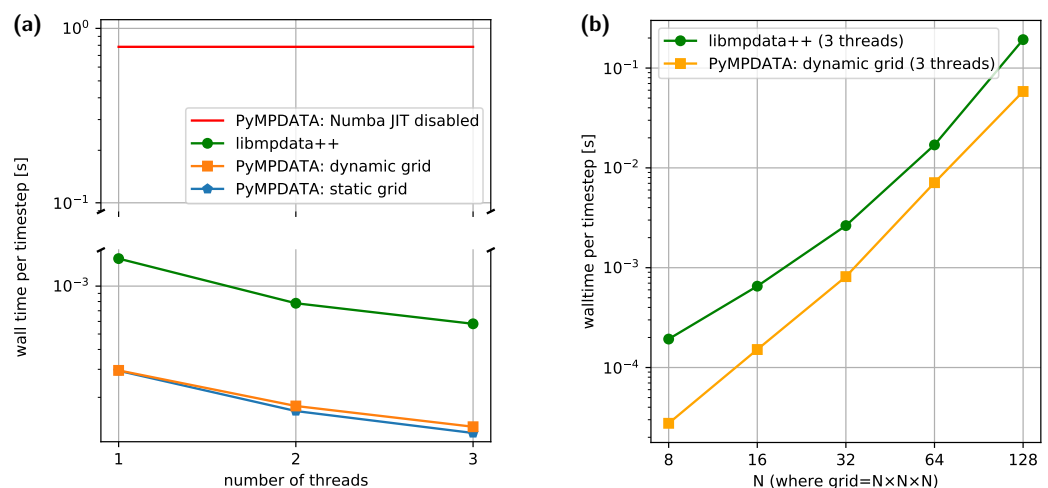 (a)
10⁰
10⁻¹
10⁻³
wall time per timestep [s]
PyMPDATA: Numba JIT disabled
libmpdata++
PyMPDATA: dynamic grid
PyMPDATA: static grid
1
2
3
number of threads
(b)
libmpdata++ (3 threads)
PyMPDATA: dynamic grid (3 threads)
10⁻¹
10⁻²
10⁻³
10⁻⁴
walltime per timestep [s]
8
16
32
64
128
N (where grid=N×N×N)